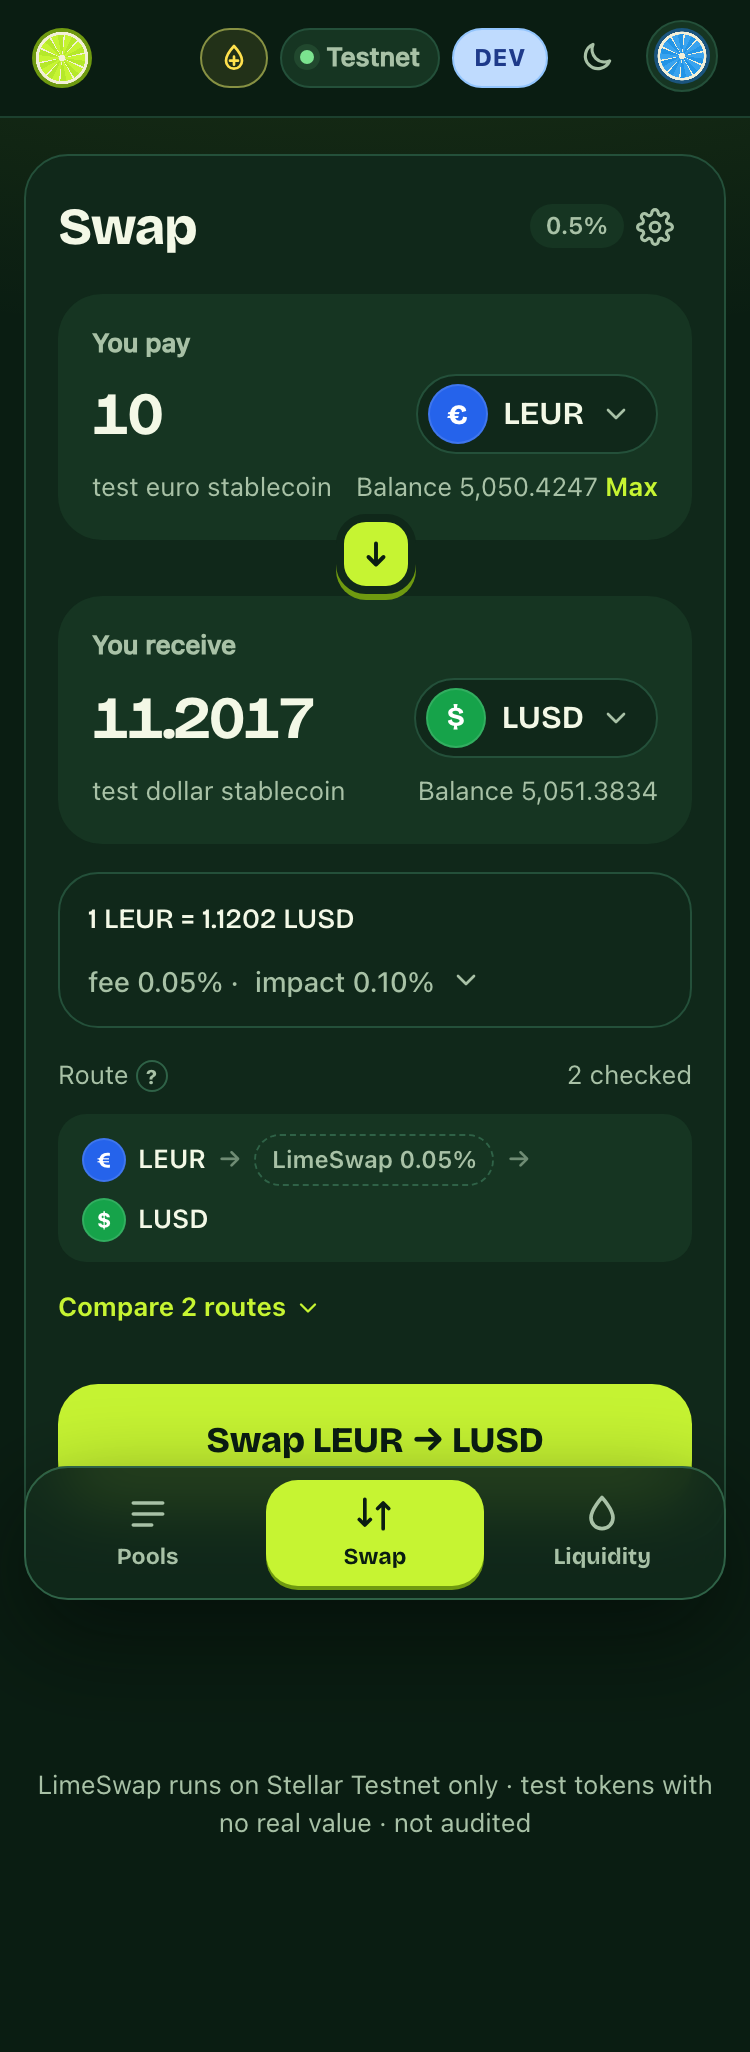 Testnet
DEV
Swap
0.5%
You pay
10
€ LEUR
test euro stablecoin
Balance 5,050.4247 Max
You receive
11.2017
$ LUSD
test dollar stablecoin
Balance 5,051.3834
1 LEUR = 1.1202 LUSD
fee 0.05% · impact 0.10%
Route ?
2 checked
€ LEUR → LimeSwap 0.05% →
$ LUSD
Compare 2 routes
Swap LEUR → LUSD
Pools
Swap
Liquidity
LimeSwap runs on Stellar Testnet only · test tokens with
no real value · not audited